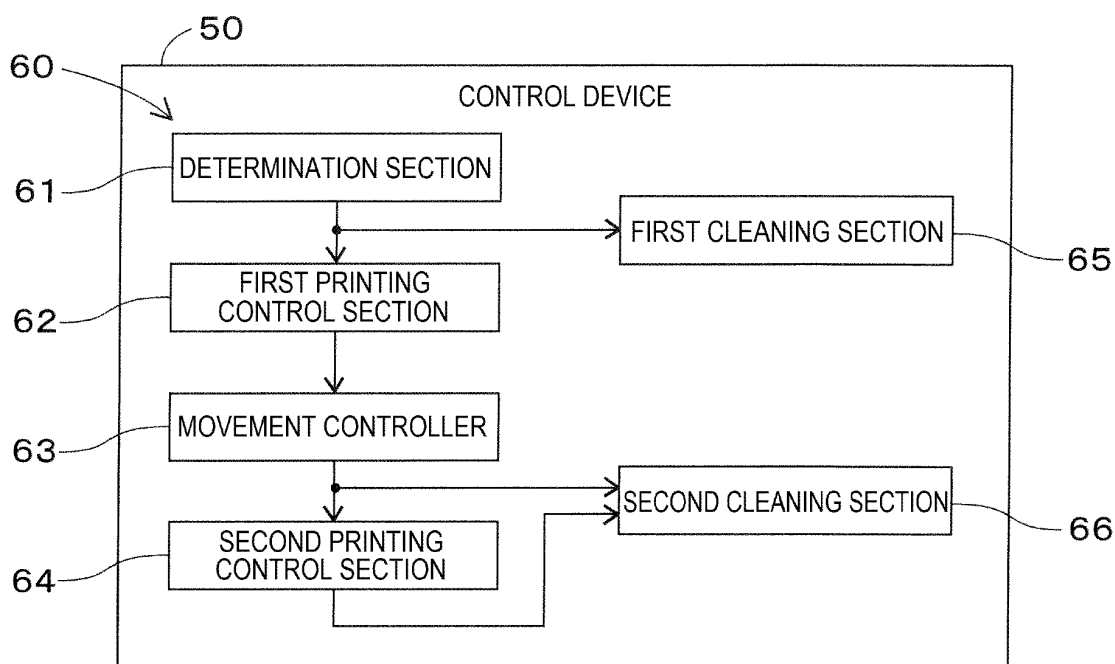 50
60
CONTROL DEVICE
DETERMINATION SECTION
61
FIRST CLEANING SECTION
65
FIRST PRINTING
CONTROL SECTION
62
MOVEMENT CONTROLLER
63
SECOND CLEANING SECTION
66
SECOND PRINTING
CONTROL SECTION
64